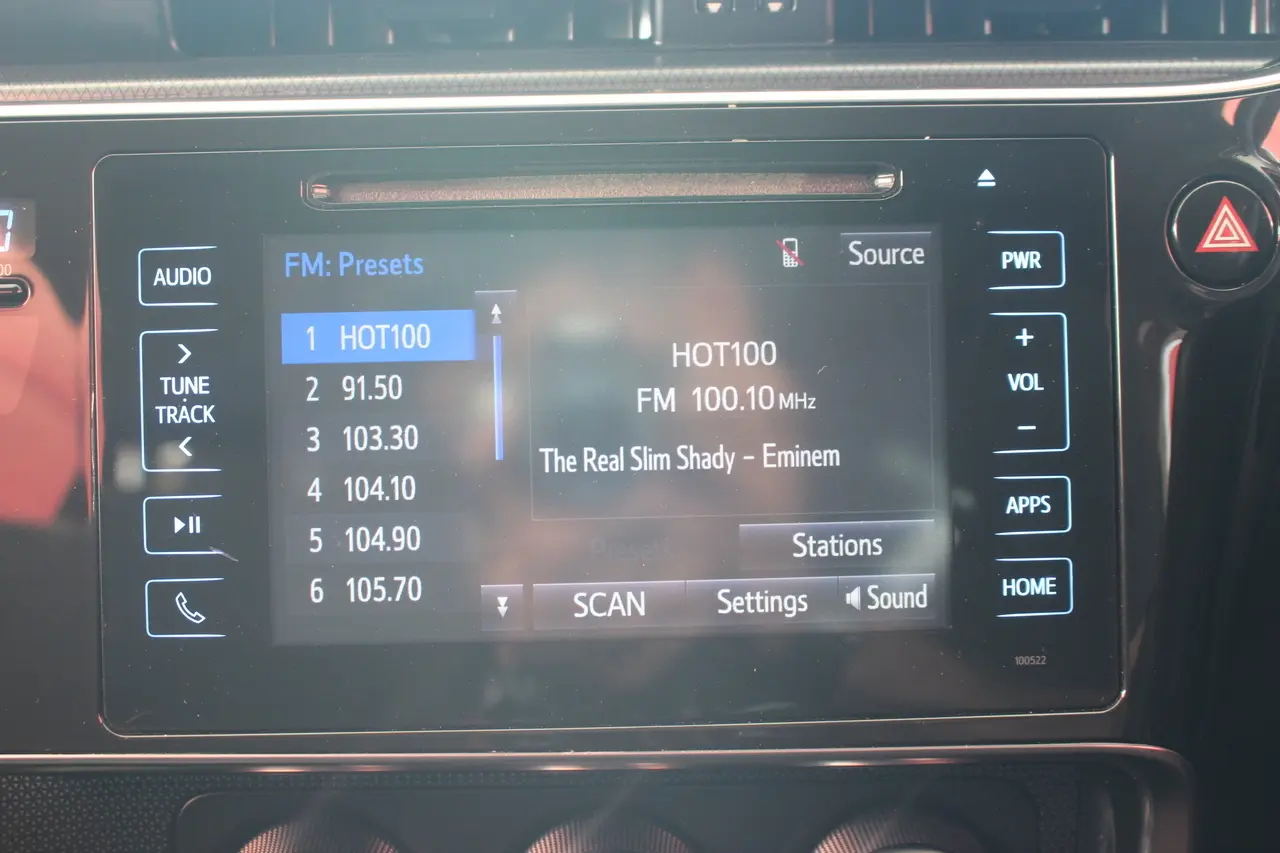 FM: Presets
Source
1 HOT100
2 91.50
3 103.30
4 104.10
5 104.90
6 105.70
HOT100
FM 100.10 MHz
The Real Slim Shady - Eminem
Presets
Stations
SCAN
Settings
Sound
AUDIO
TUNE
TRACK
PWR
+
VOL
-
APPS
HOME
100522